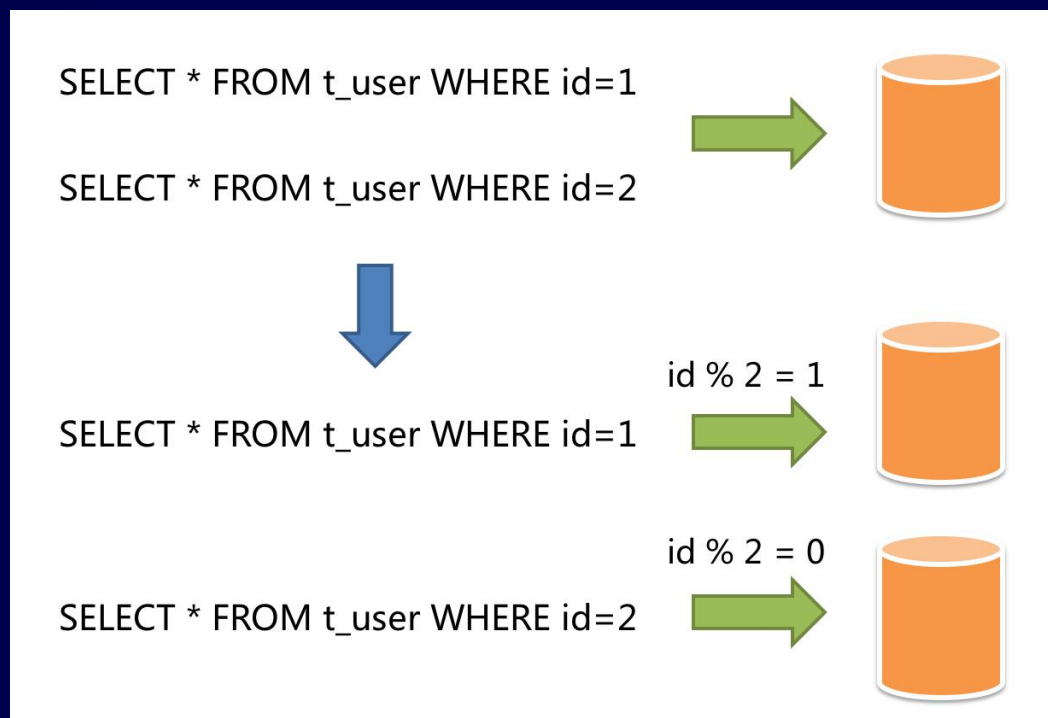 SELECT * FROM t_user WHERE id=1
SELECT * FROM t_user WHERE id=2
id % 2 = 1
SELECT * FROM t_user WHERE id=1
id % 2 = 0
SELECT * FROM t_user WHERE id=2